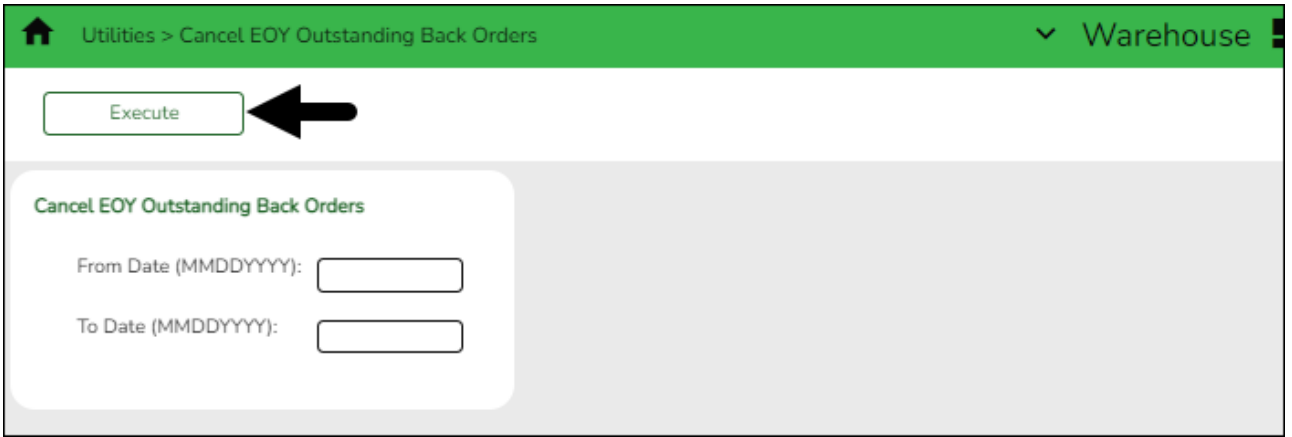 Utilities > Cancel EOY Outstanding Back Orders
Warehouse
Execute
Cancel EOY Outstanding Back Orders
From Date (MMDDYYYY):
To Date (MMDDYYYY):